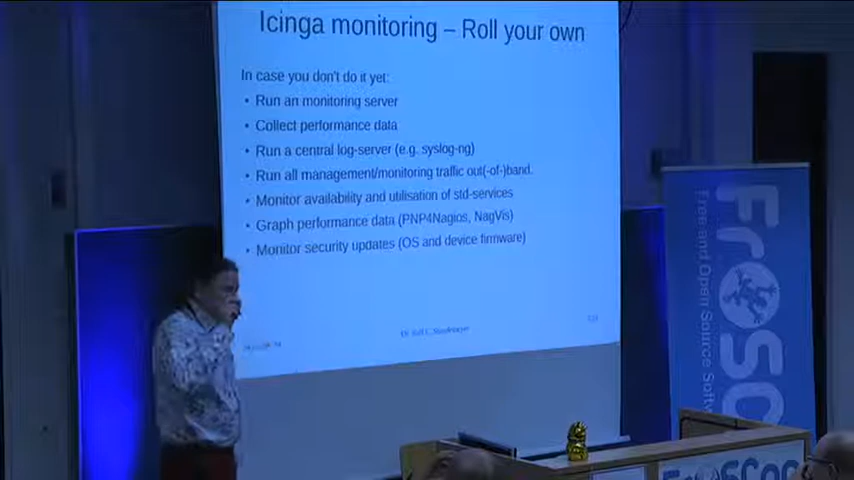 Icinga monitoring – Roll your own
In case you don't do it yet:
• Run an monitoring server
• Collect performance data
• Run a central log-server (e.g. syslog-ng)
• Run all management/monitoring traffic out(-of-)band.
• Monitor availability and utilisation of std-services
• Graph performance data (PNP4Nagios, NagVis)
• Monitor security updates (OS and device firmware)
FrOSC
Free and Open Source Softw
FrOSCon